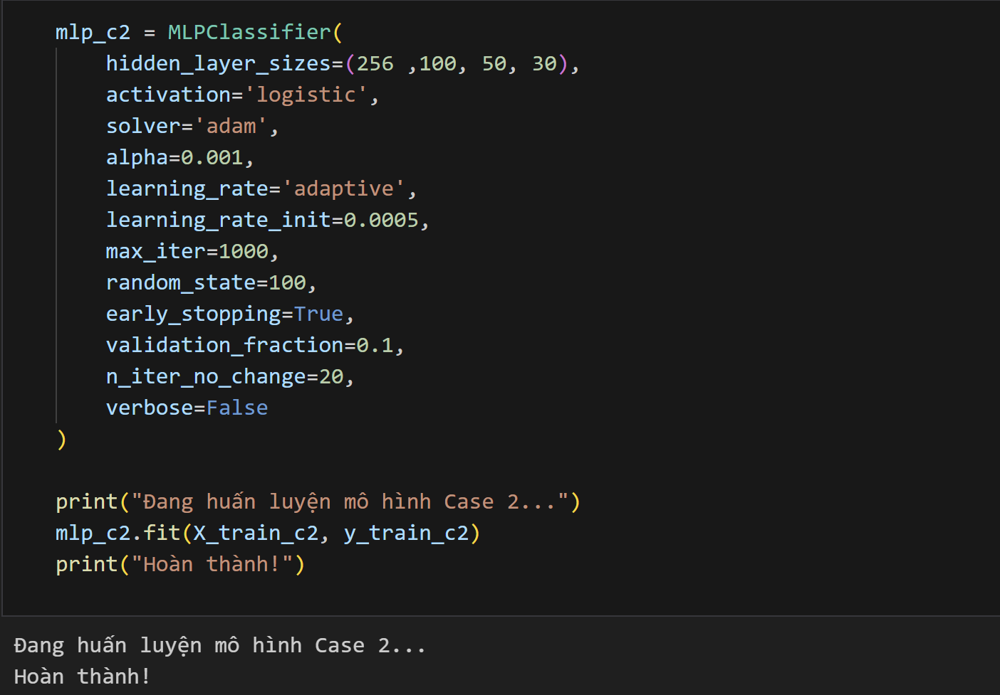 mlp_c2 = MLPClassifier(
    hidden_layer_sizes=(256 ,100, 50, 30),
    activation='logistic',
    solver='adam',
    alpha=0.001,
    learning_rate='adaptive',
    learning_rate_init=0.0005,
    max_iter=1000,
    random_state=100,
    early_stopping=True,
    validation_fraction=0.1,
    n_iter_no_change=20,
    verbose=False
)
print("Đang huấn luyện mô hình Case 2...")
mlp_c2.fit(X_train_c2, y_train_c2)
print("Hoàn thành!")
Đang huấn luyện mô hình Case 2...
Hoàn thành!